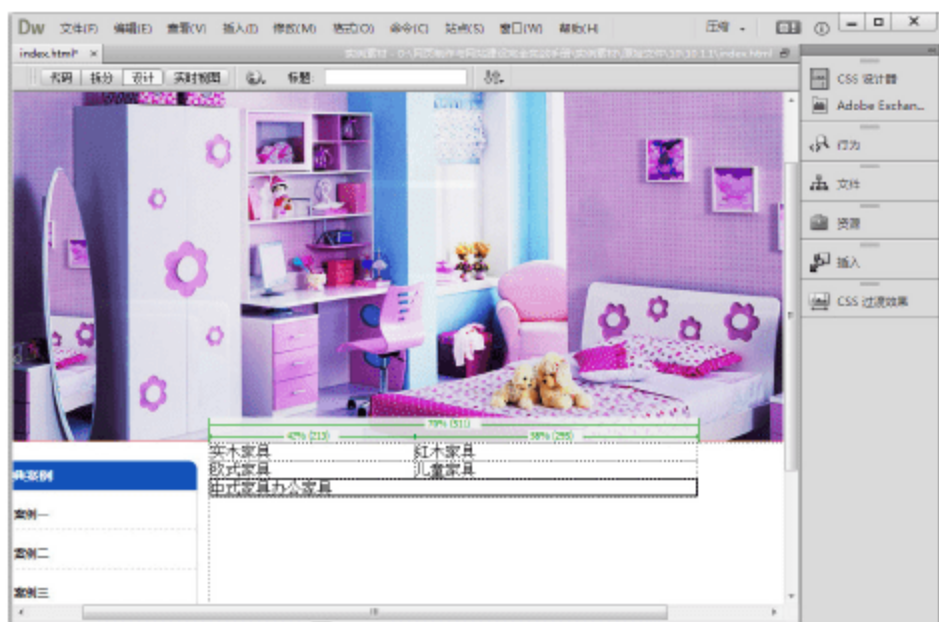 Dw 文件(F) 编辑(E) 查看(V) 插入(I) 修改(M) 格式(O) 命令(C) 站点(S) 窗口(W) 帮助(H) 压缩
index.html* ×
代码 拆分 设计 实时视图 标题:
CSS 设计器
Adobe Exchan...
行为
文件
资源
插入
CSS 过渡效果
70% (511)
42% (213) 58% (295)
实木家具 红木家具
欧式家具 儿童家具
中式家具办公家具
典案例
案例一
案例二
案例三